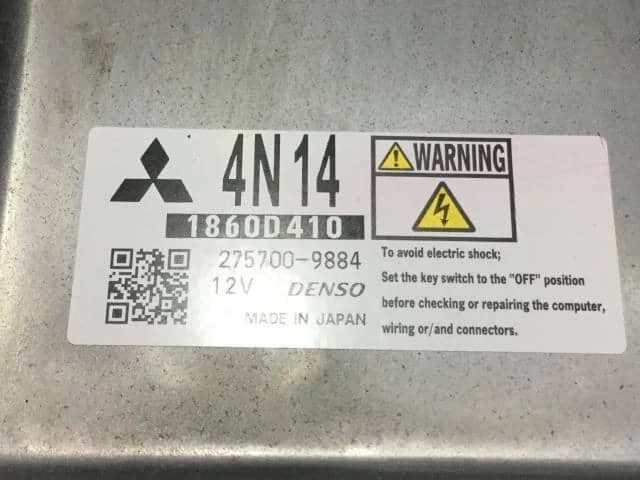 4N14
1860D410
275700-9884
12V DENSO
MADE IN JAPAN
WARNING
To avoid electric shock;
Set the key switch to the "OFF" position
before checking or repairing the computer,
wiring or/and connectors.